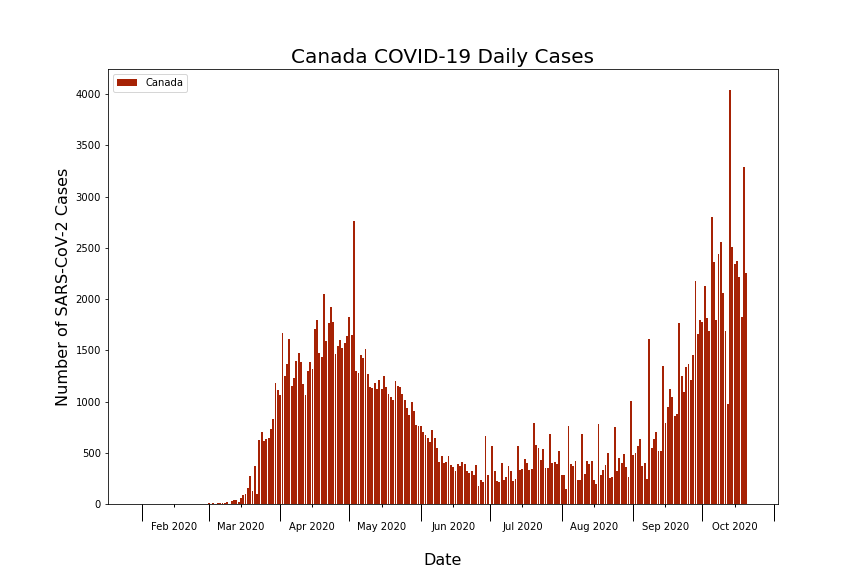 Canada COVID-19 Daily Cases
Canada
4000
3500
3000
2500
2000
1500
1000
500
0
Number of SARS-CoV-2 Cases
Feb 2020
Mar 2020
Apr 2020
May 2020
Jun 2020
Jul 2020
Aug 2020
Sep 2020
Oct 2020
Date